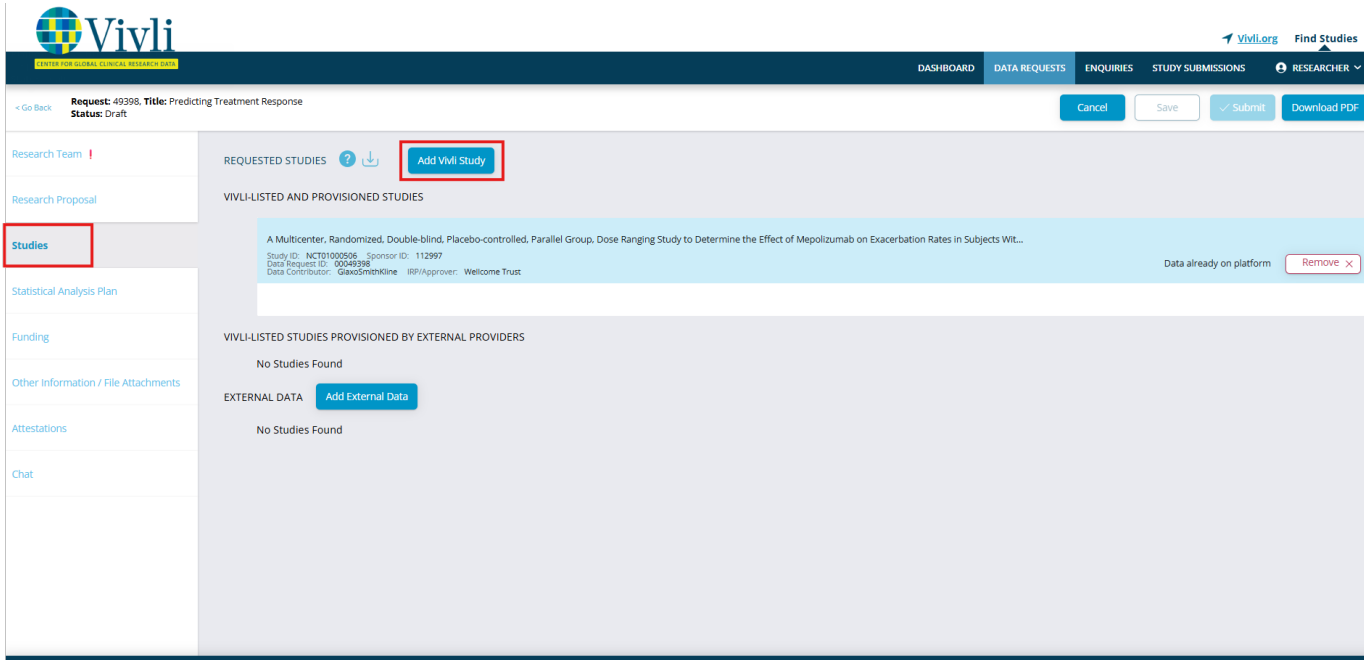 Vivli
CENTER FOR GLOBAL CLINICAL RESEARCH DATA
Vivli.org Find Studies
DASHBOARD DATA REQUESTS ENQUIRIES STUDY SUBMISSIONS RESEARCHER
< Go Back Request: 49398, Title: Predicting Treatment Response
Status: Draft
Cancel Save ✓ Submit Download PDF
Research Team !
Research Proposal
Studies
Statistical Analysis Plan
Funding
Other Information / File Attachments
Attestations
Chat
REQUESTED STUDIES ? Add Vivli Study
VIVLI-LISTED AND PROVISIONED STUDIES
A Multicenter, Randomized, Double-blind, Placebo-controlled, Parallel Group, Dose Ranging Study to Determine the Effect of Mepolizumab on Exacerbation Rates in Subjects Wit...
Study ID: NCT01000506 Sponsor ID: 112997
Data Request ID: 00049398
Data Contributor: GlaxoSmithKline IRP/Approver: Wellcome Trust
Data already on platform Remove ×
VIVLI-LISTED STUDIES PROVISIONED BY EXTERNAL PROVIDERS
No Studies Found
EXTERNAL DATA Add External Data
No Studies Found